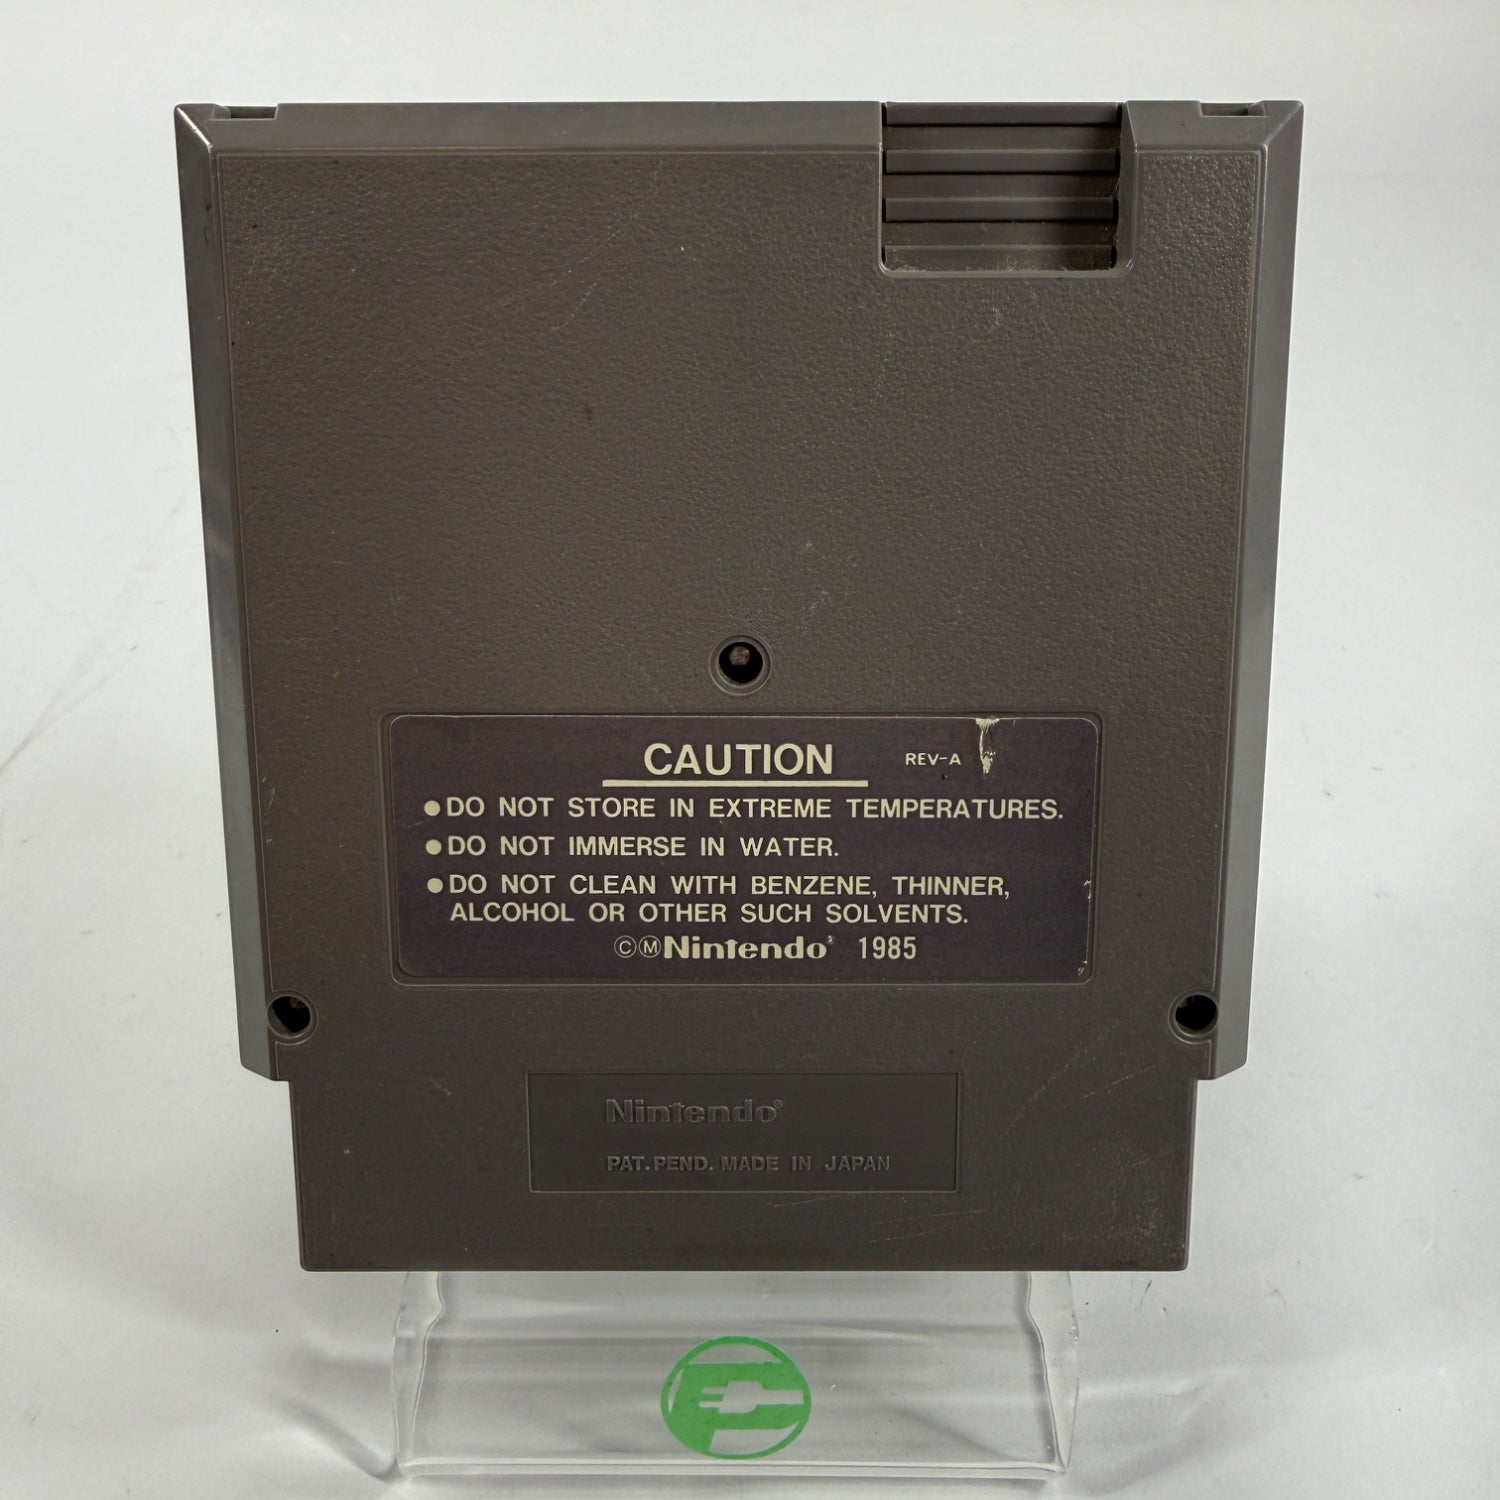 CAUTION REV-A
●DO NOT STORE IN EXTREME TEMPERATURES.
●DO NOT IMMERSE IN WATER.
●DO NOT CLEAN WITH BENZENE, THINNER,
ALCOHOL OR OTHER SUCH SOLVENTS.
ⒸⓂNintendo® 1985
Nintendo®
PAT. PEND. MADE IN JAPAN